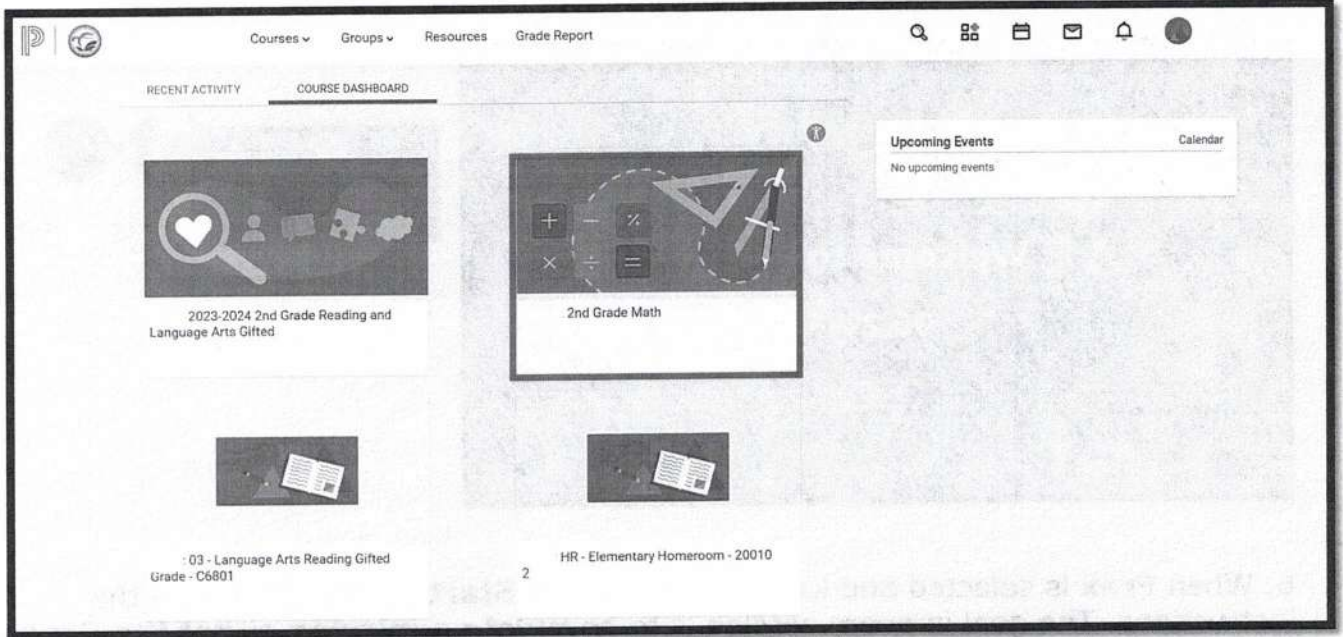 Courses
Groups
Resources
Grade Report
RECENT ACTIVITY
COURSE DASHBOARD
Upcoming Events
Calendar
No upcoming events
2023-2024 2nd Grade Reading and
Language Arts Gifted
2nd Grade Math
: 03 - Language Arts Reading Gifted
Grade - C6801
HR - Elementary Homeroom - 20010
2